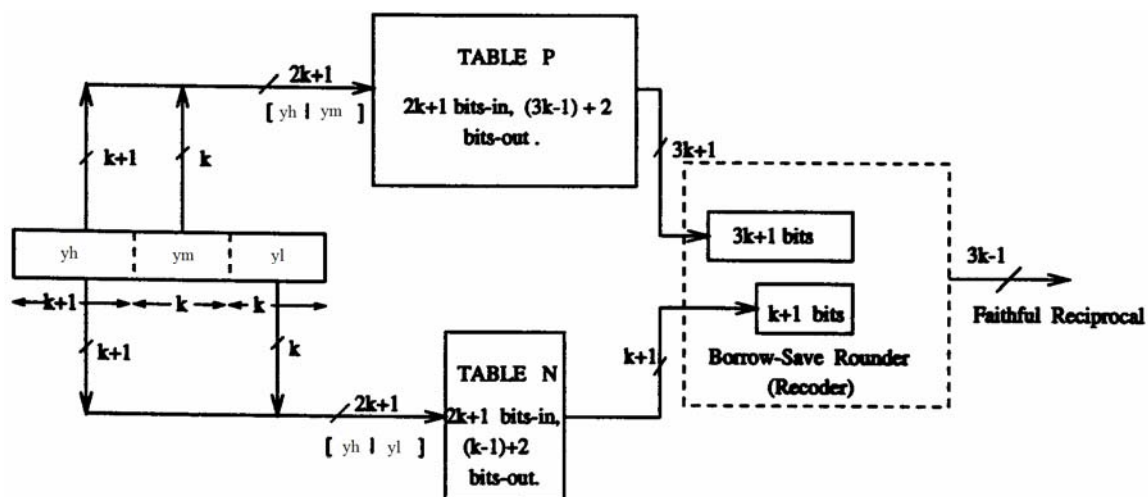 2k+1
[ yh | ym ]
TABLE P
2k+1 bits-in, (3k-1) + 2
bits-out .
k+1
k
3k+1
yh
ym
yl
k+1
k
k
3k+1 bits
3k-1
Faithful Reciprocal
k+1 bits
Borrow-Save Rounder
(Recoder)
k+1
k
k+1
2k+1
[ yh | yl ]
TABLE N
2k+1 bits-in,
(k-1)+2
bits-out.